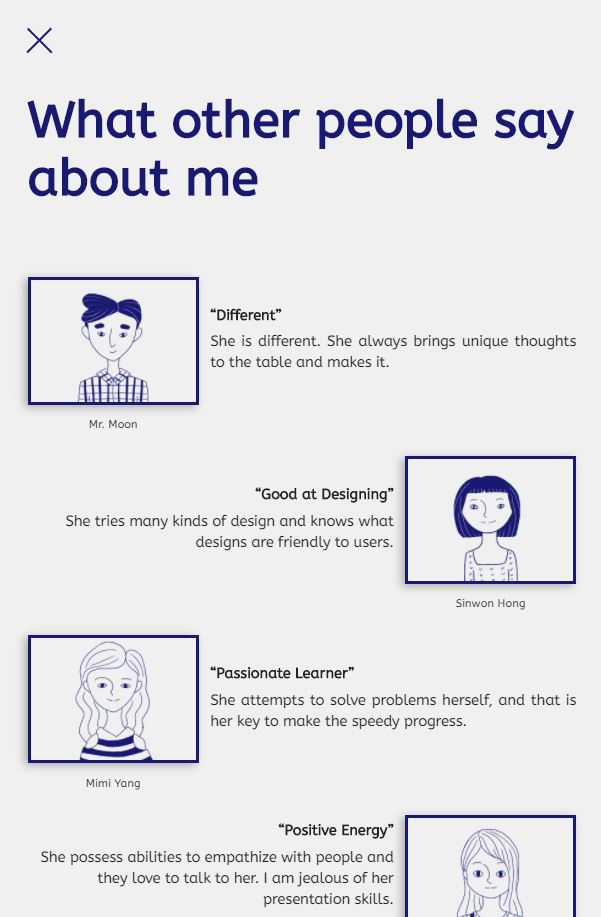 What other people say
about me
“Different”
She is different. She always brings unique thoughts
to the table and makes it.
Mr. Moon
“Good at Designing”
She tries many kinds of design and knows what
designs are friendly to users.
Sinwon Hong
“Passionate Learner”
She attempts to solve problems herself, and that is
her key to make the speedy progress.
Mimi Yang
“Positive Energy”
She possess abilities to empathize with people and
they love to talk to her. I am jealous of her
presentation skills.